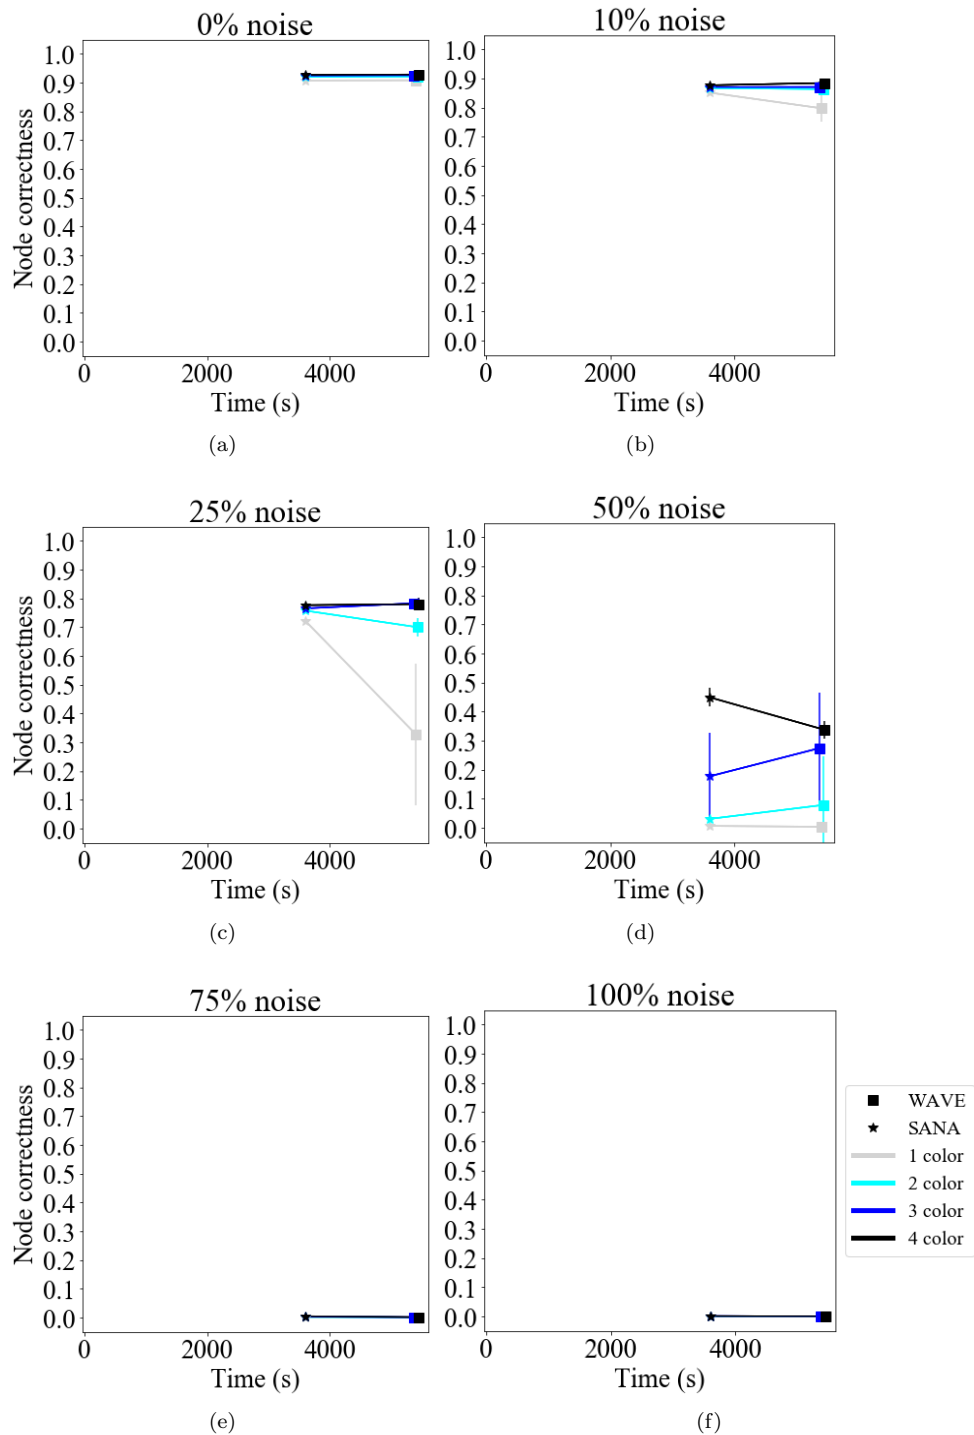 0% noise
10% noise
1.0
0.9
0.8
0.7
0.6
0.5
0.4
0.3
0.2
0.1
0.0
Node correctness
0 2000 4000
Time (s)
(a)
1.0
0.9
0.8
0.7
0.6
0.5
0.4
0.3
0.2
0.1
0.0
0 2000 4000
Time (s)
(b)
25% noise
50% noise
1.0
0.9
0.8
0.7
0.6
0.5
0.4
0.3
0.2
0.1
0.0
Node correctness
0 2000 4000
Time (s)
(c)
1.0
0.9
0.8
0.7
0.6
0.5
0.4
0.3
0.2
0.1
0.0
0 2000 4000
Time (s)
(d)
75% noise
100% noise
1.0
0.9
0.8
0.7
0.6
0.5
0.4
0.3
0.2
0.1
0.0
Node correctness
0 2000 4000
Time (s)
(e)
1.0
0.9
0.8
0.7
0.6
0.5
0.4
0.3
0.2
0.1
0.0
0 2000 4000
Time (s)
(f)
WAVE
SANA
1 color
2 color
3 color
4 color